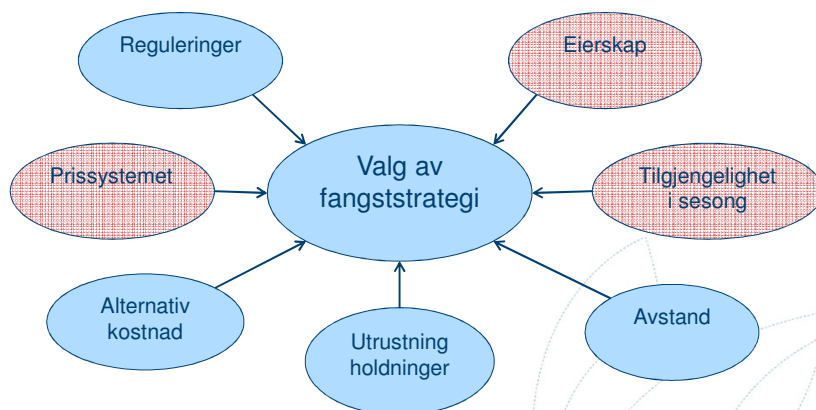 Reguleringer
Eierskap
Prissystemet
Valg av
fangststrategi
Tilgjengelighet
i sesong
Alternativ
kostnad
Utrustning
holdninger
Avstand